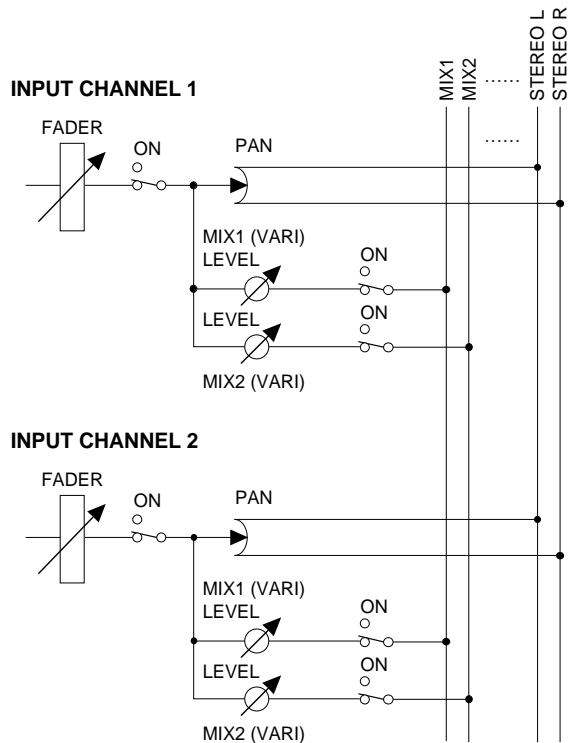 MIX1
MIX2
......
STEREO L
STEREO R
......
INPUT CHANNEL 1
FADER
ON
PAN
MIX1 (VARI)
LEVEL
ON
LEVEL
ON
MIX2 (VARI)
INPUT CHANNEL 2
FADER
ON
PAN
MIX1 (VARI)
LEVEL
ON
LEVEL
ON
MIX2 (VARI)